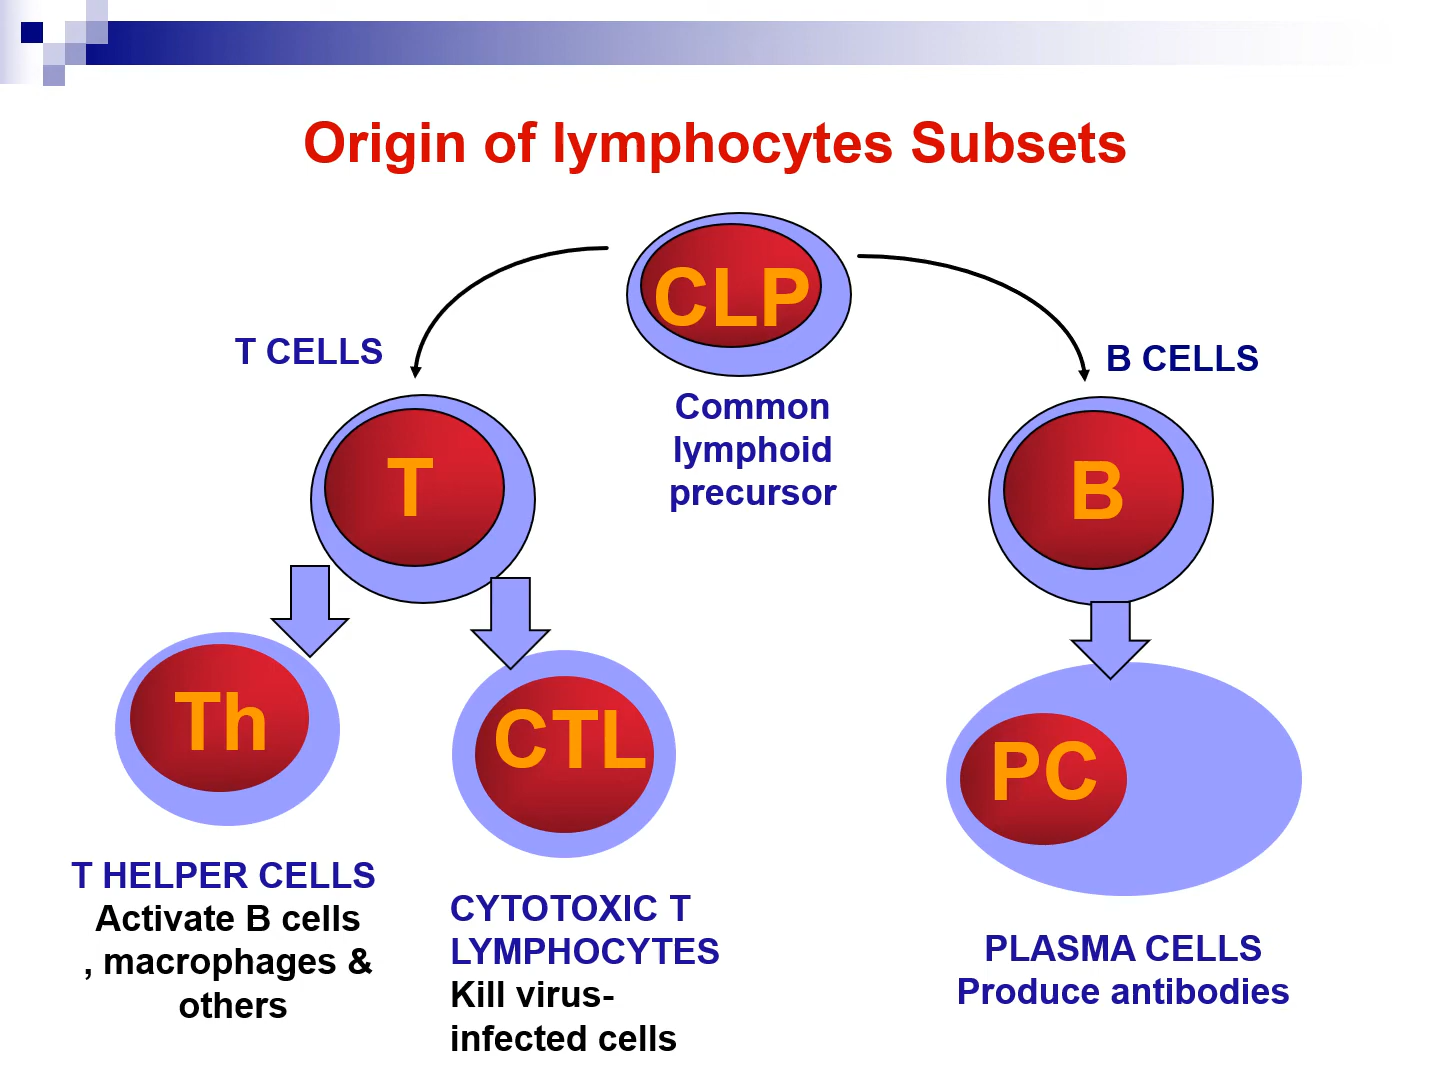 Origin of lymphocytes Subsets
CLP
T CELLS
B CELLS
Common
lymphoid
precursor
T
B
Th
CTL
PC
T HELPER CELLS
Activate B cells
, macrophages &
others
CYTOTOXIC T
LYMPHOCYTES
Kill virus-
infected cells
PLASMA CELLS
Produce antibodies